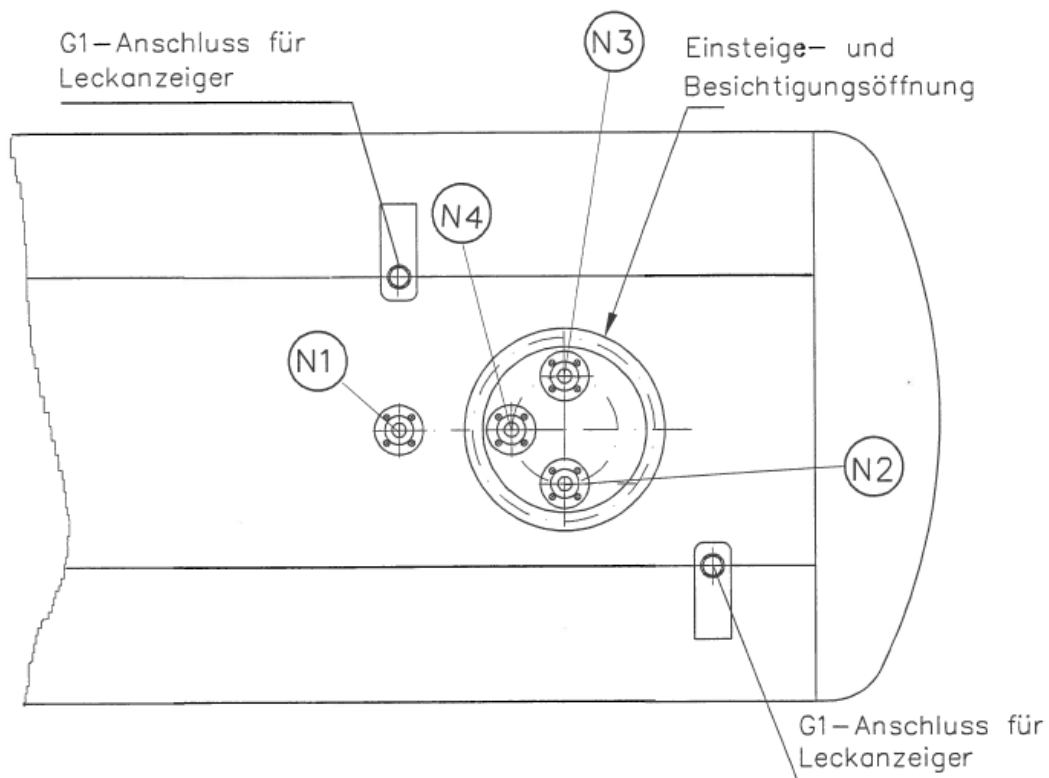 G1-Anschluss für
Leckanzeiger
N3
Einsteige- und
Besichtigungsöffnung
N4
N1
N2
G1-Anschluss für
Leckanzeiger